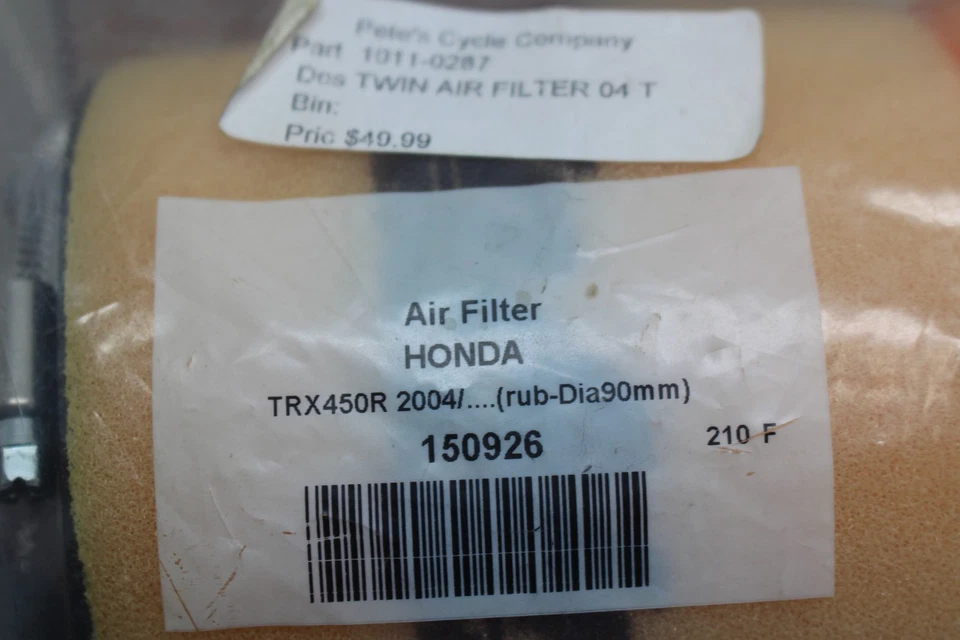 Pete's Cycle Company
Part 1011-0287
Des TWIN AIR FILTER 04 T
Bin:
Pric $49.99
Air Filter
HONDA
TRX450R 2004/....(rub-Dia90mm)
150926
210 F